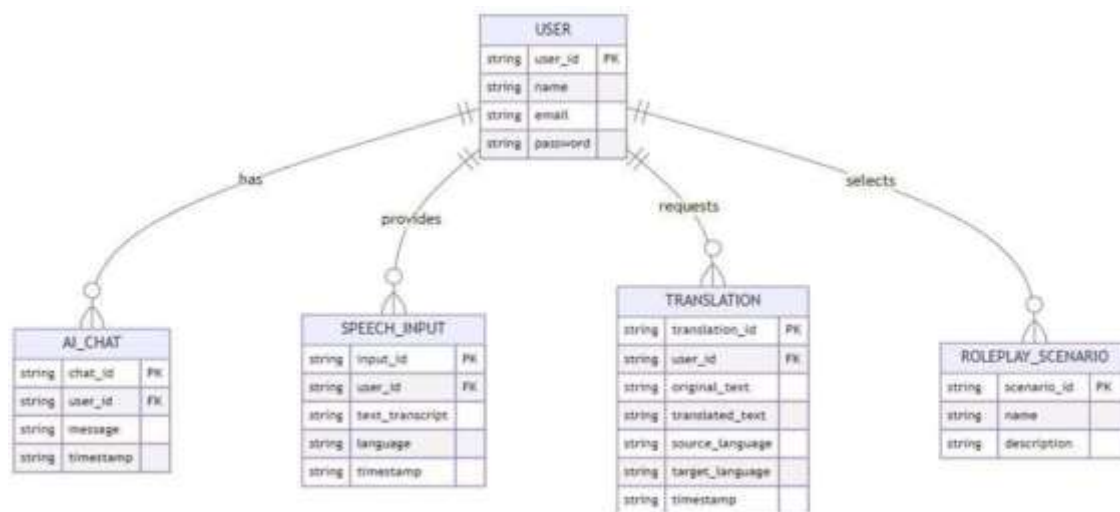 USER
string user_id PK
string name
string email
string password
has
provides
requests
selects
AI_CHAT
string chat_id PK
string user_id FK
string message
string timestamp
SPEECH_INPUT
string input_id PK
string user_id FK
string text_transcript
string language
string timestamp
TRANSLATION
string translation_id PK
string user_id FK
string original_text
string translated_text
string source_language
string target_language
string timestamp
ROLEPLAY_SCENARIO
string scenario_id PK
string name
string description